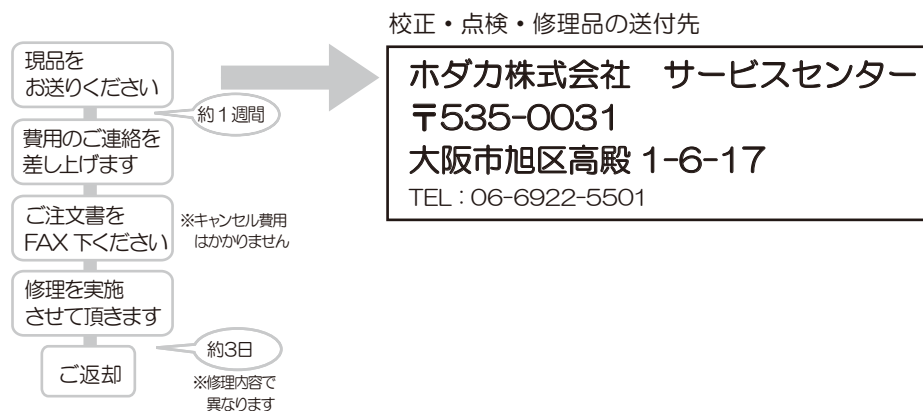 校正・点検・修理品の送付先
ホダカ株式会社　サービスセンター
〒535-0031
大阪市旭区高殿 1-6-17
TEL：06-6922-5501
現品を
お送りください
約1週間
費用のご連絡を
差し上げます
ご注文書を
FAX 下ください
※キャンセル費用
はかかりません
修理を実施
させて頂きます
約3日
ご返却
※修理内容で
異なります